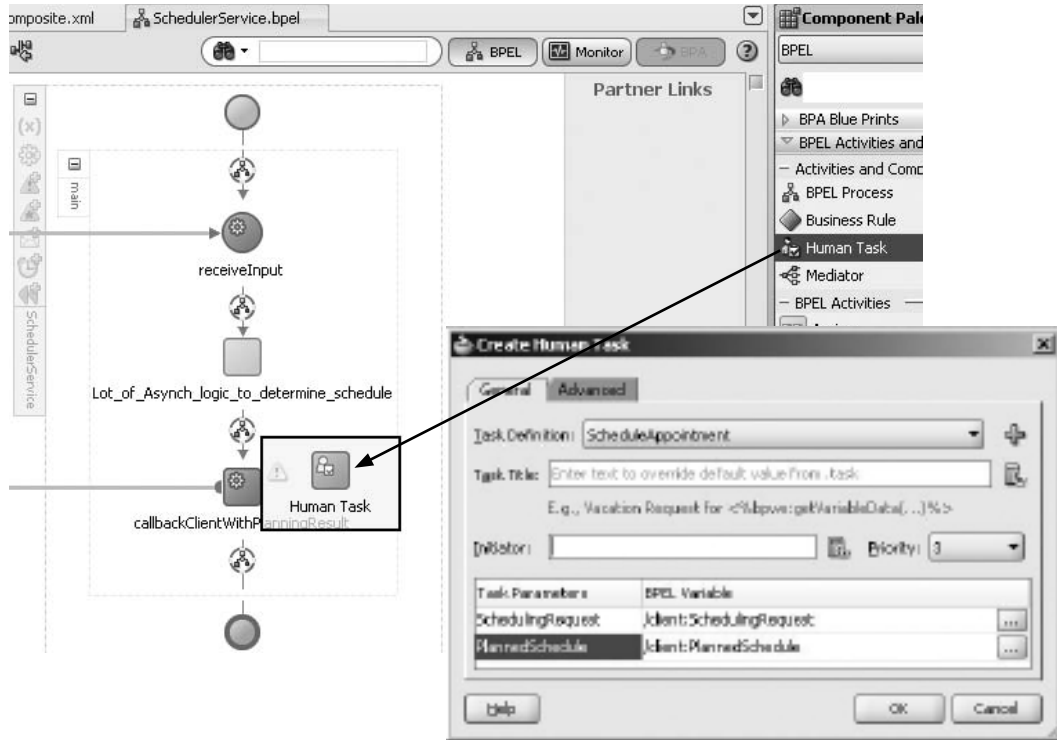 omposite.xml
SchedulerService.bpel
BPEL
Monitor
BPA
main
SchedulerService
receiveInput
Lot_of_Asynch_logic_to_determine_schedule
callbackClientWithPlanningResult
Human Task
Partner Links
Component Pal
BPEL
BPA Blue Prints
BPEL Activities and
Activities and Com
BPEL Process
Business Rule
Human Task
Mediator
BPEL Activities
Create Human Task
General Advanced
Task Definition: ScheduleAppointment
Task Title: Enter text to override default value from .task
E.g., Vacation Request for <%bpws:getVariableData(...)%>
Initiator: Priority: 3
Task Parameters BPEL Variable
SchedulingRequest /client:SchedulingRequest ...
PlannedSchedule /client:PlannedSchedule ...
Help OK Cancel